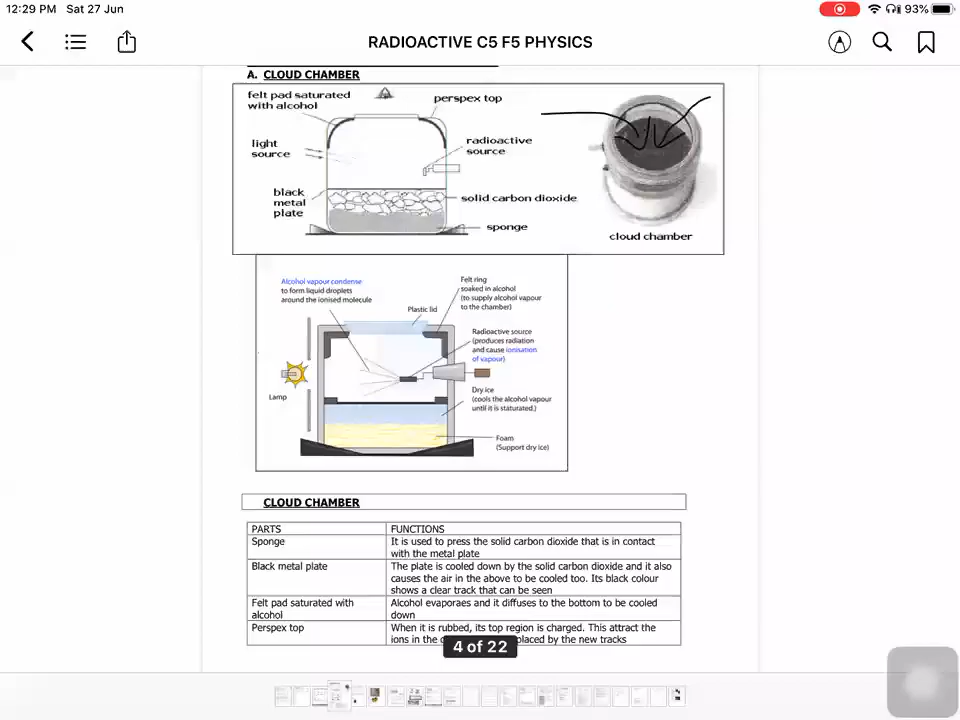 12:29 PM Sat 27 Jun
93%
RADIOACTIVE C5 F5 PHYSICS
A. CLOUD CHAMBER
felt pad saturated
with alcohol
perspex top
light
source
radioactive
source
black
metal
plate
solid carbon dioxide
sponge
cloud chamber
Alcohol vapour condense
to form liquid droplets
around the ionised molecule
Felt ring
soaked in alcohol
(to supply alcohol vapour
to the chamber)
Plastic lid
Radioactive source
(produces radiation
and cause ionisation
of vapour)
Lamp
Dry ice
(cools the alcohol vapour
until it is staturated.)
Foam
(Support dry ice)
CLOUD CHAMBER
PARTS FUNCTIONS
Sponge It is used to press the solid carbon dioxide that is in contact
with the metal plate
Black metal plate The plate is cooled down by the solid carbon dioxide and it also
causes the air in the above to be cooled too. Its black colour
shows a clear track that can be seen
Felt pad saturated with Alcohol evaporaes and it diffuses to the bottom to be cooled
alcohol down
Perspex top When it is rubbed, its top region is charged. This attract the
ions in the placed by the new tracks
4 of 22